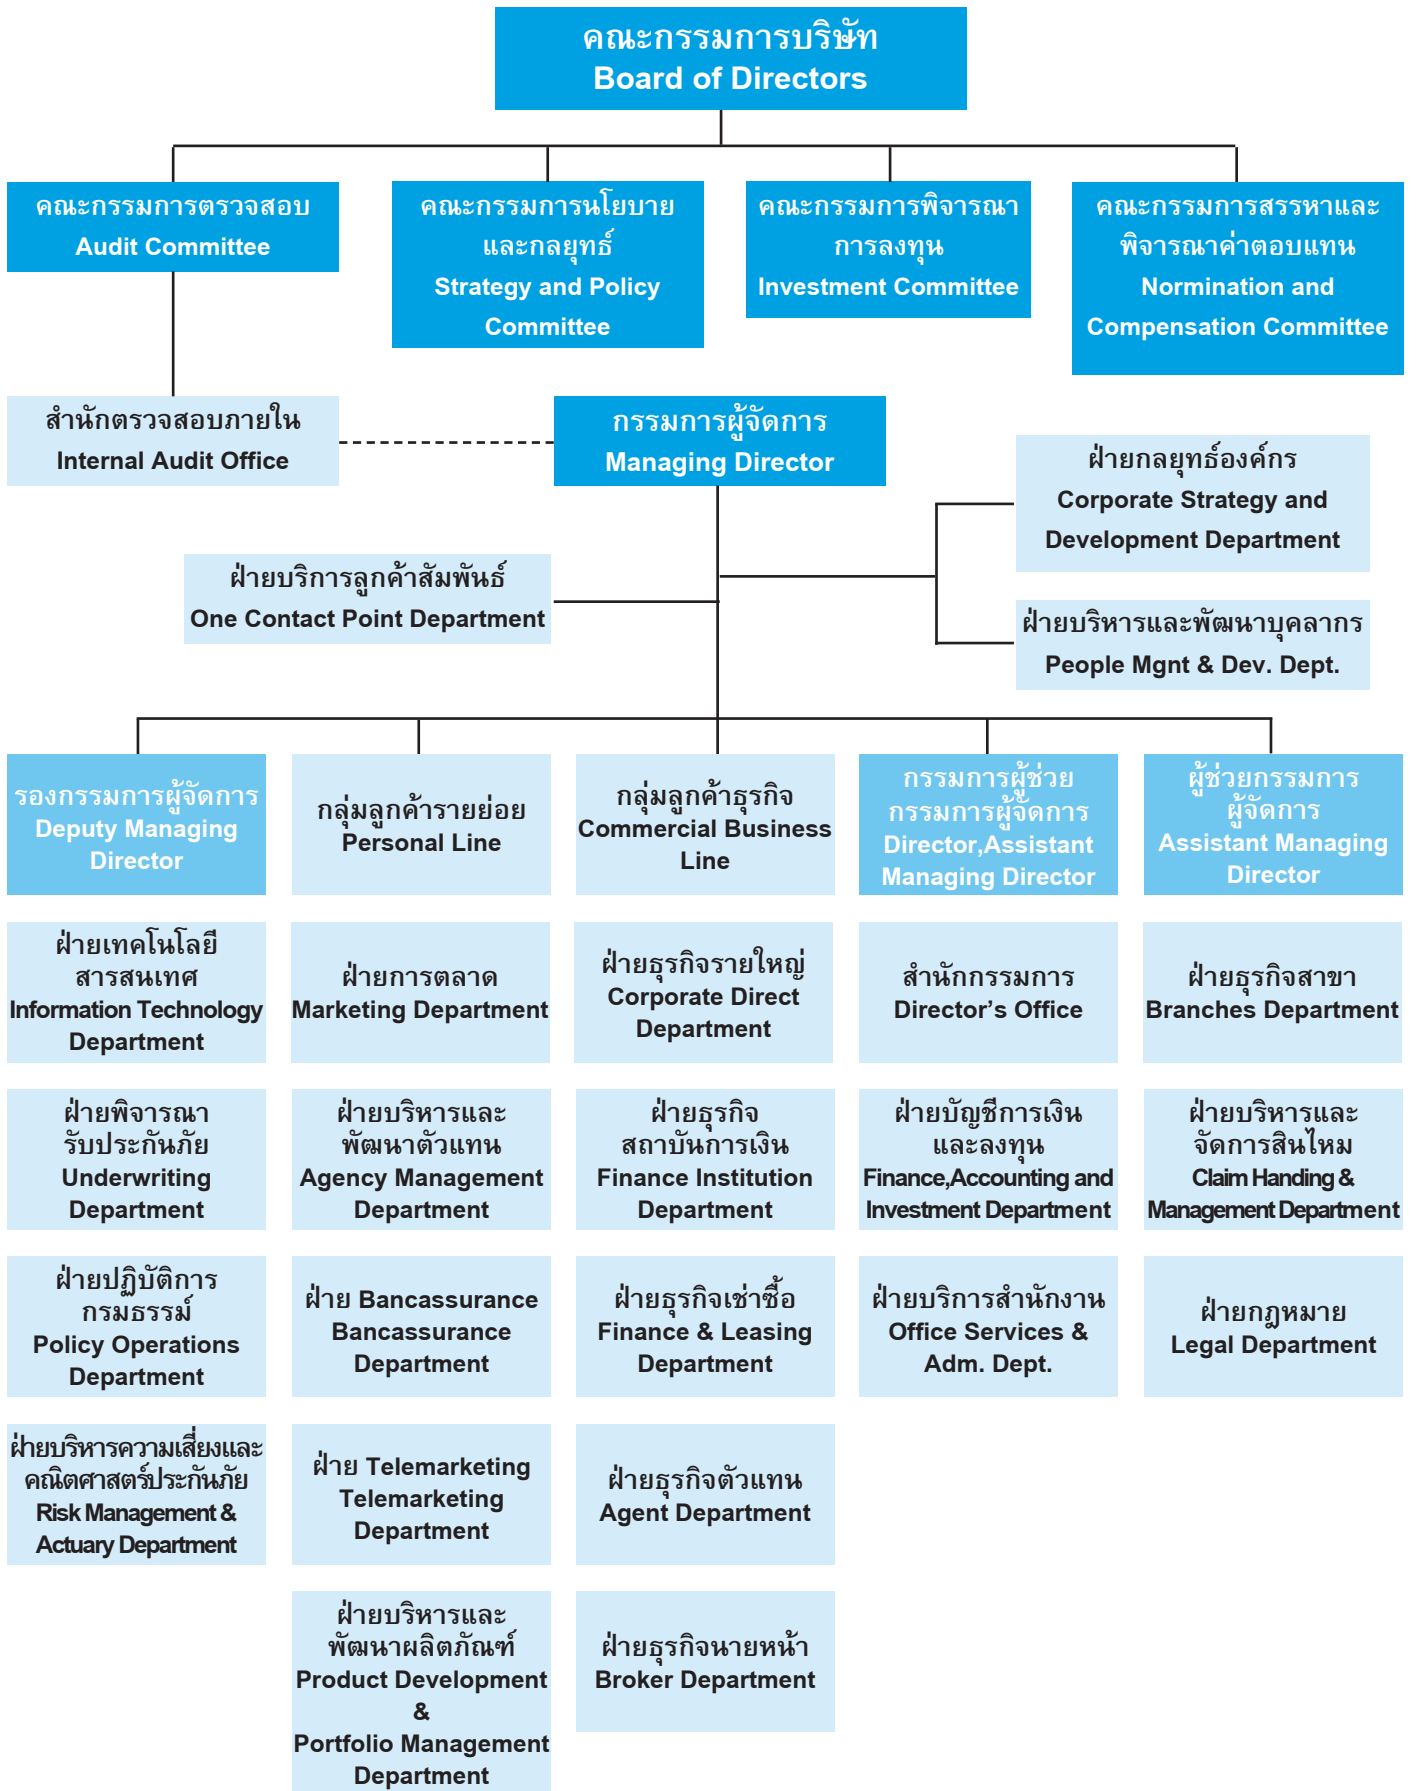 คณะกรรมการบริษัท
Board of Directors
คณะกรรมการตรวจสอบ
Audit Committee
คณะกรรมการนโยบาย
และกลยุทธ์
Strategy and Policy
Committee
คณะกรรมการพิจารณา
การลงทุน
Investment Committee
คณะกรรมการสรรหาและ
พิจารณาค่าตอบแทน
Normination and
Compensation Committee
สำนักตรวจสอบภายใน
Internal Audit Office
กรรมการผู้จัดการ
Managing Director
ฝ่ายกลยุทธ์องค์กร
Corporate Strategy and
Development Department
ฝ่ายบริการลูกค้าสัมพันธ์
One Contact Point Department
ฝ่ายบริหารและพัฒนาบุคลากร
People Mgnt & Dev. Dept.
รองกรรมการผู้จัดการ
Deputy Managing
Director
กลุ่มลูกค้ารายย่อย
Personal Line
กลุ่มลูกค้าธุรกิจ
Commercial Business
Line
กรรมการผู้ช่วย
กรรมการผู้จัดการ
Director,Assistant
Managing Director
ผู้ช่วยกรรมการ
ผู้จัดการ
Assistant Managing
Director
ฝ่ายเทคโนโลยี
สารสนเทศ
Information Technology
Department
ฝ่ายการตลาด
Marketing Department
ฝ่ายธุรกิจรายใหญ่
Corporate Direct
Department
สำนักกรรมการ
Director's Office
ฝ่ายธุรกิจสาขา
Branches Department
ฝ่ายพิจารณา
รับประกันภัย
Underwriting
Department
ฝ่ายบริหารและ
พัฒนาตัวแทน
Agency Management
Department
ฝ่ายธุรกิจ
สถาบันการเงิน
Finance Institution
Department
ฝ่ายบัญชีการเงิน
และลงทุน
Finance,Accounting and
Investment Department
ฝ่ายบริหารและ
จัดการสินไหม
Claim Handing &
Management Department
ฝ่ายปฏิบัติการ
กรมธรรม์
Policy Operations
Department
ฝ่าย Bancassurance
Bancassurance
Department
ฝ่ายธุรกิจเช่าซื้อ
Finance & Leasing
Department
ฝ่ายบริการสำนักงาน
Office Services &
Adm. Dept.
ฝ่ายกฎหมาย
Legal Department
ฝ่ายบริหารความเสี่ยงและ
คณิตศาสตร์ประกันภัย
Risk Management &
Actuary Department
ฝ่าย Telemarketing
Telemarketing
Department
ฝ่ายธุรกิจตัวแทน
Agent Department
ฝ่ายบริหารและ
พัฒนาผลิตภัณฑ์
Product Development
&
Portfolio Management
Department
ฝ่ายธุรกิจนายหน้า
Broker Department